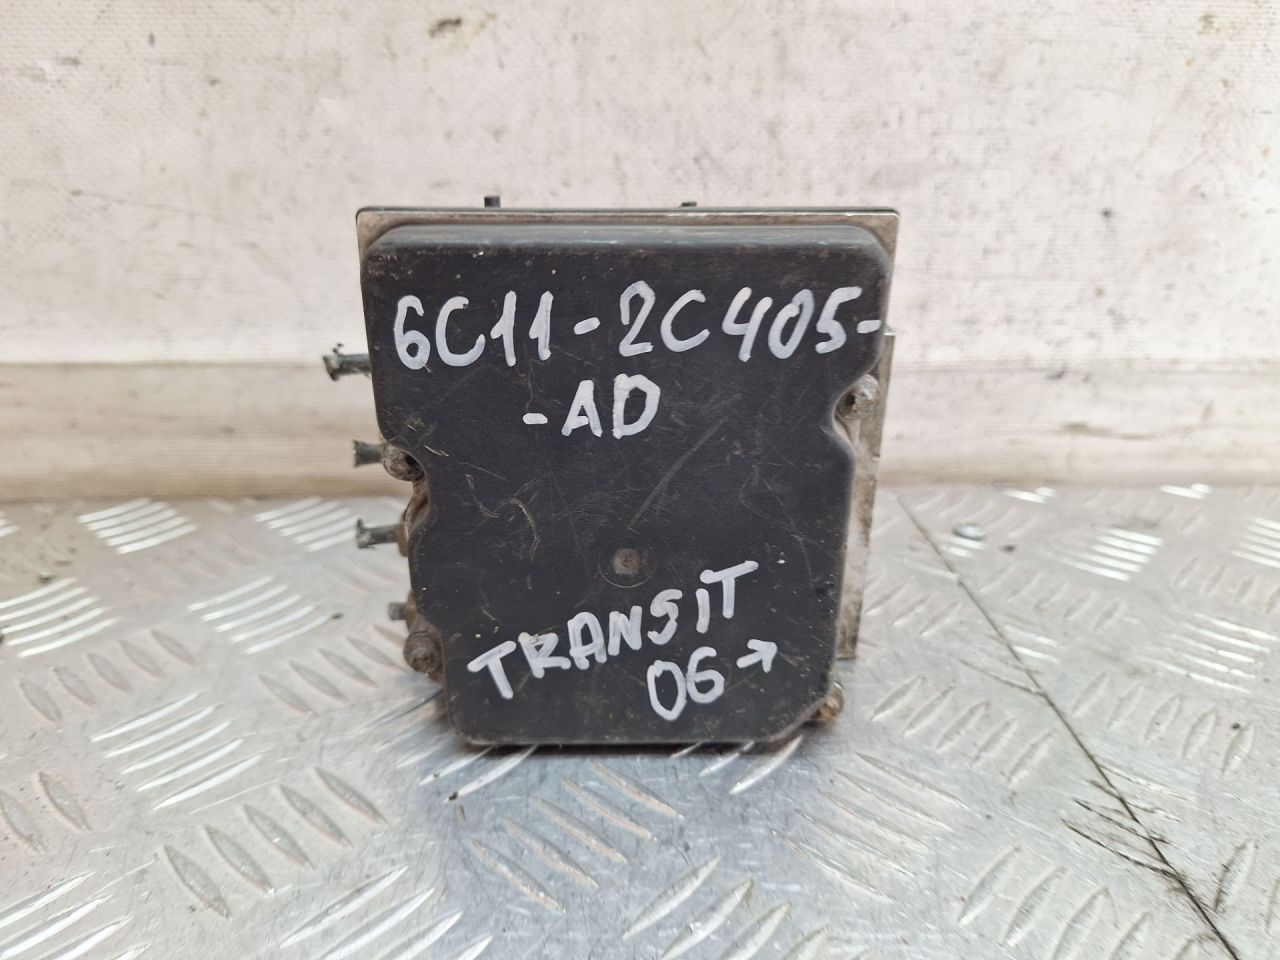 6C11-2C405-
-AD
TRANSIT
06→